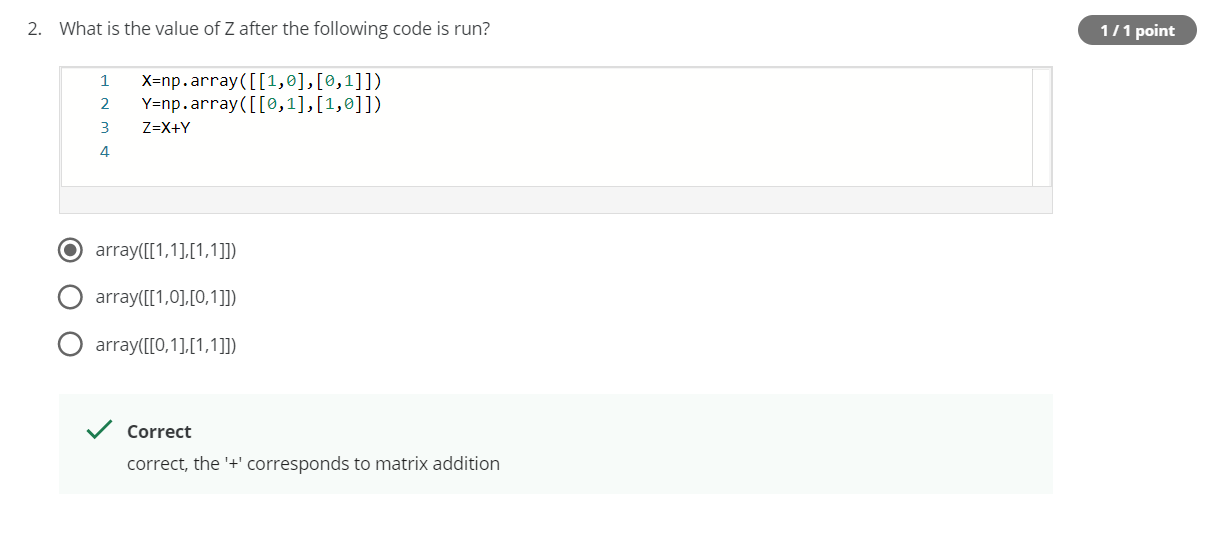 2. What is the value of Z after the following code is run?
1 / 1 point
1 X=np.array([[1,0],[0,1]])
2 Y=np.array([[0,1],[1,0]])
3 Z=X+Y
4
array([[1,1],[1,1]])
array([[1,0],[0,1]])
array([[0,1],[1,1]])
Correct
correct, the '+' corresponds to matrix addition